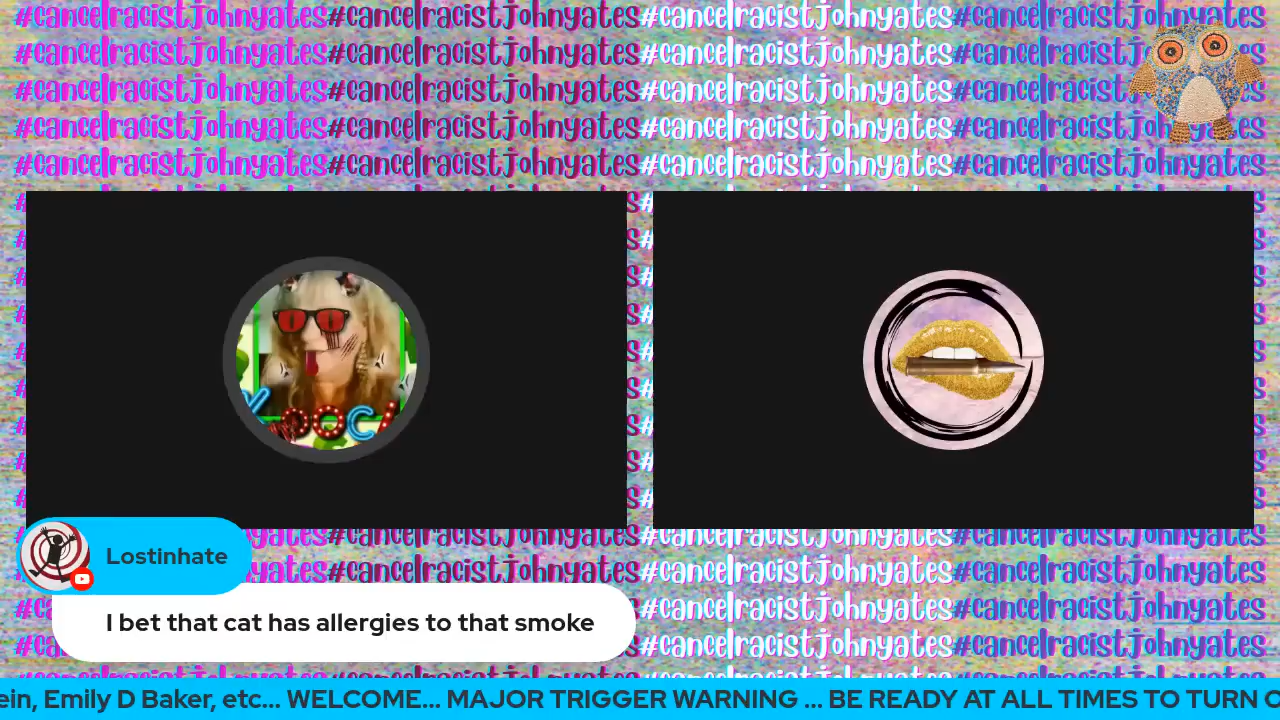 #cancelracistjohnyates#cancelracistjohnyates#cancelracistjohnyates#cancelracistjohnyates
#cancelracistjohnyates#cancelracistjohnyates#cancelracistjohnyates#cancelracistjohnyates
#cancelracistjohnyates#cancelracistjohnyates#cancelracistjohnyates#cancelracistjohnyates
#cancelracistjohnyates#cancelracistjohnyates#cancelracistjohnyates#cancelracistjohnyates
#cancelracistjohnyates#cancelracistjohnyates#cancelracistjohnyates#cancelracistjohnyates
Lostinhate
I bet that cat has allergies to that smoke
#cancelracistjohnyates#cancelracistjohnyates
#cancelracistjohnyates#cancelracistjohnyates
#cancelracistjohnyates#cancelracistjohnyates
#cancelracistjohnyates#cancelracistjohnyates
Emily D Baker, etc... WELCOME... MAJOR TRIGGER WARNING ... BE READY AT ALL TIMES TO TURN